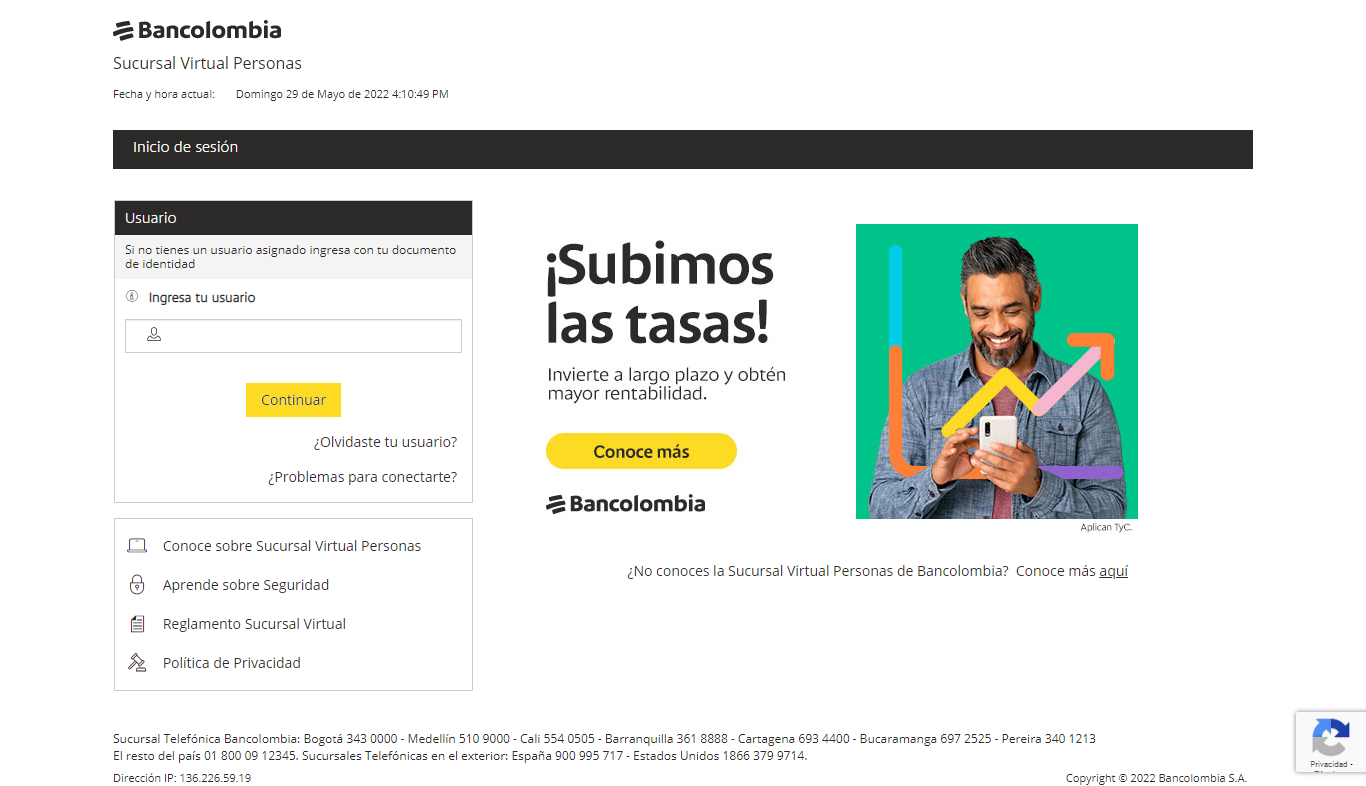 Bancolombia
Sucursal Virtual Personas
Fecha y hora actual: Domingo 29 de Mayo de 2022 4:10:49 PM
Inicio de sesión
Usuario
Si no tienes un usuario asignado ingresa con tu documento
de identidad
Ingresa tu usuario
Continuar
¿Olvidaste tu usuario?
¿Problemas para conectarte?
Conoce sobre Sucursal Virtual Personas
Aprende sobre Seguridad
Reglamento Sucursal Virtual
Política de Privacidad
¡Subimos
las tasas!
Invierte a largo plazo y obtén
mayor rentabilidad.
Conoce más
Bancolombia
Aplican TyC.
¿No conoces la Sucursal Virtual Personas de Bancolombia? Conoce más aquí
Sucursal Telefónica Bancolombia: Bogotá 343 0000 - Medellín 510 9000 - Cali 554 0505 - Barranquilla 361 8888 - Cartagena 693 4400 - Bucaramanga 697 2525 - Pereira 340 1213
El resto del país 01 800 09 12345. Sucursales Telefónicas en el exterior: España 900 995 717 - Estados Unidos 1866 379 9714.
Dirección IP: 136.226.59.19
Copyright © 2022 Bancolombia S.A.
Privacidad -